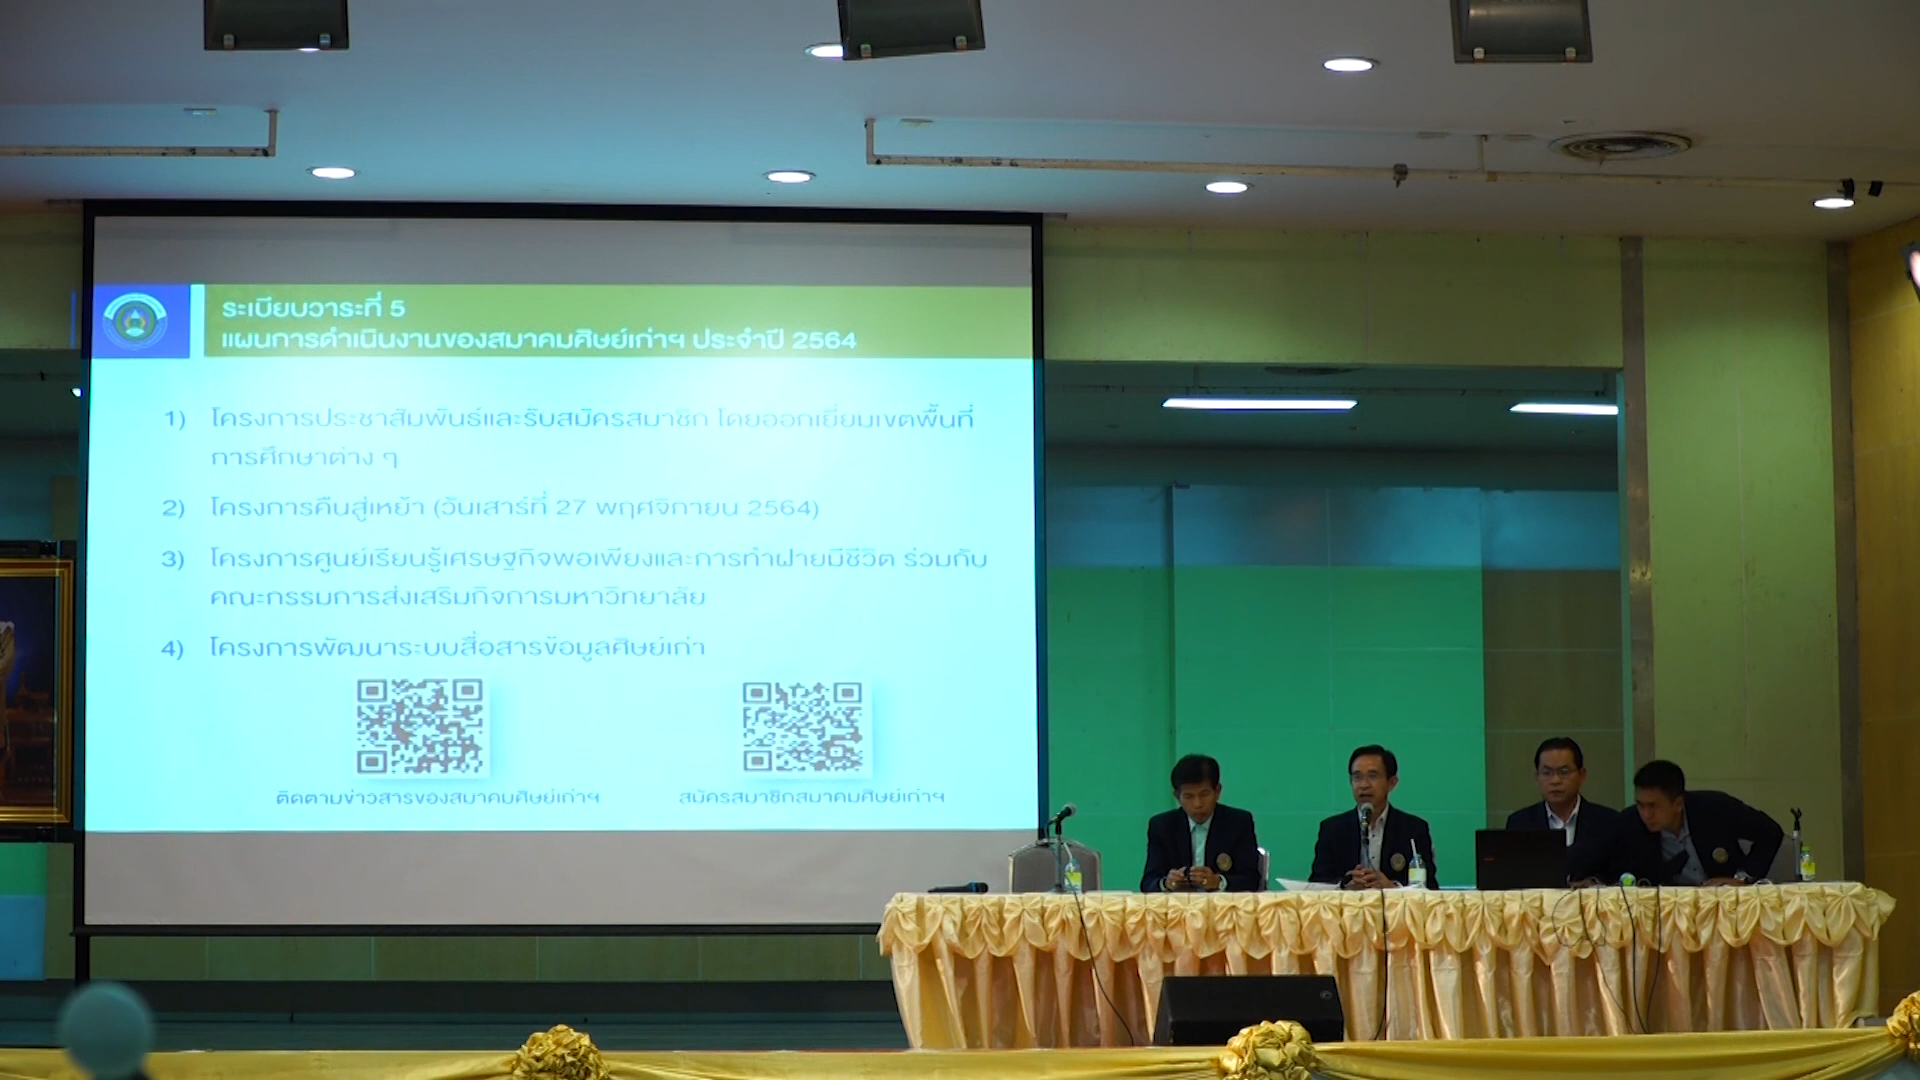 ระเบียบวาระที่ 5
แผนการดำเนินงานของสมาคมศิษย์เก่าฯ ประจำปี 2564
1) โครงการประชาสัมพันธ์และรับสมัครสมาชิก โดยออกเยี่ยมเขตพื้นที่
การศึกษาต่าง ๆ
2) โครงการคืนสู่เหย้า (วันเสาร์ที่ 27 พฤศจิกายน 2564)
3) โครงการศูนย์เรียนรู้เศรษฐกิจพอเพียงและการทำฝายมีชีวิต ร่วมกับ
คณะกรรมการส่งเสริมกิจการมหาวิทยาลัย
4) โครงการพัฒนาระบบสื่อสารข้อมูลศิษย์เก่า
ติดตามข่าวสารของสมาคมศิษย์เก่าฯ
สมัครสมาชิกสมาคมศิษย์เก่าฯ